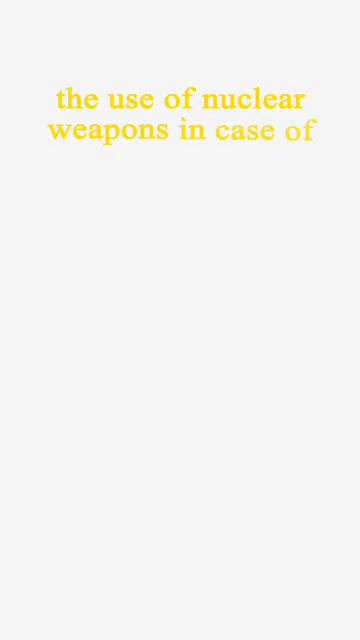 the use of nuclear
weapons in case of